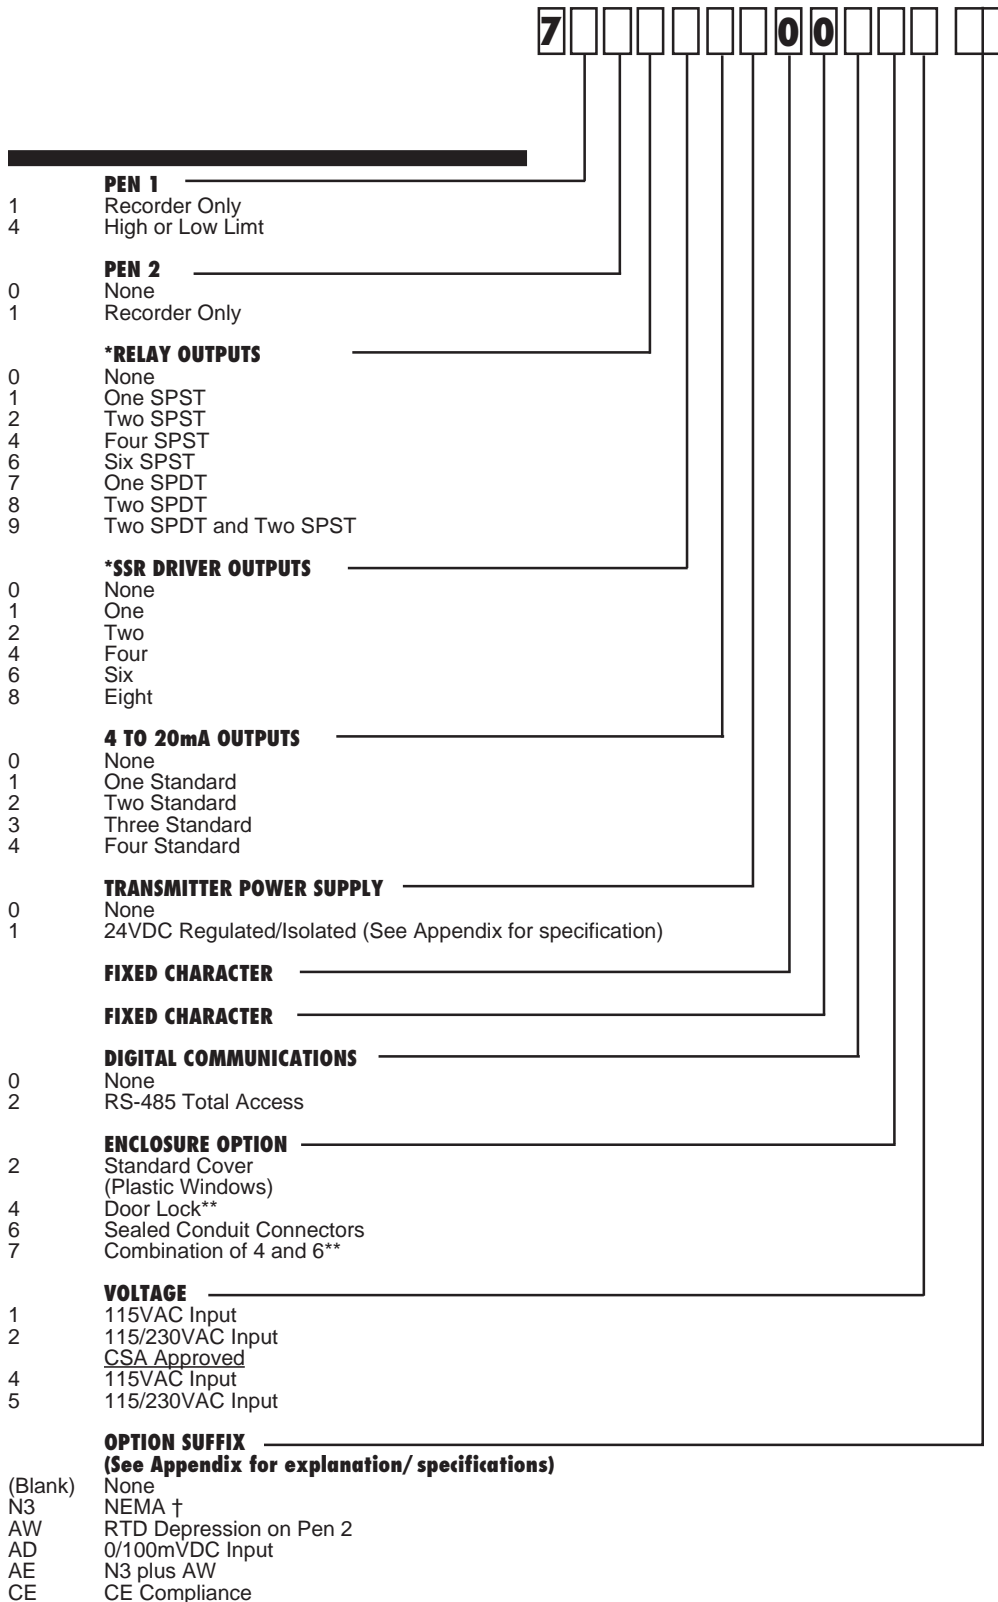 7 0 0
PEN 1
1 Recorder Only
4 High or Low Limt
PEN 2
0 None
1 Recorder Only
*RELAY OUTPUTS
0 None
1 One SPST
2 Two SPST
4 Four SPST
6 Six SPST
7 One SPDT
8 Two SPDT
9 Two SPDT and Two SPST
*SSR DRIVER OUTPUTS
0 None
1 One
2 Two
4 Four
6 Six
8 Eight
4 TO 20mA OUTPUTS
0 None
1 One Standard
2 Two Standard
3 Three Standard
4 Four Standard
TRANSMITTER POWER SUPPLY
0 None
1 24VDC Regulated/Isolated (See Appendix for specification)
FIXED CHARACTER
FIXED CHARACTER
DIGITAL COMMUNICATIONS
0 None
2 RS-485 Total Access
ENCLOSURE OPTION
2 Standard Cover
(Plastic Windows)
4 Door Lock**
6 Sealed Conduit Connectors
7 Combination of 4 and 6**
VOLTAGE
1 115VAC Input
2 115/230VAC Input
CSA Approved
4 115VAC Input
5 115/230VAC Input
OPTION SUFFIX
(See Appendix for explanation/ specifications)
(Blank) None
N3 NEMA †
AW RTD Depression on Pen 2
AD 0/100mVDC Input
AE N3 plus AW
CE CE Compliance